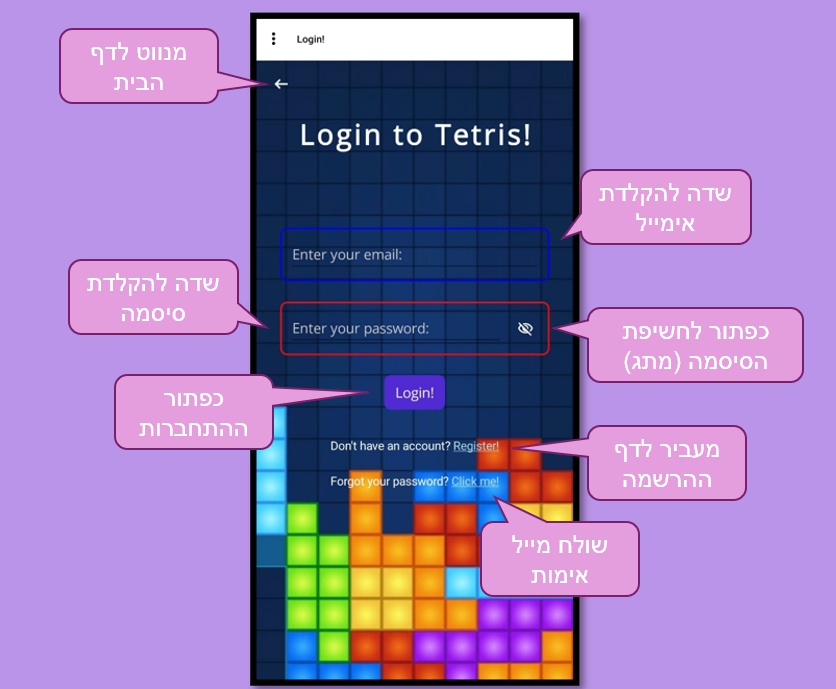 Login!
מנווט לדף
הבית
Login to Tetris!
שדה להקלדת
אימייל
Enter your email:
שדה להקלדת
סיסמה
Enter your password:
כפתור לחשיפת
הסיסמה (מתג)
כפתור
ההתחברות
Login!
Don't have an account? Register!
מעביר לדף
ההרשמה
Forgot your password? Click me!
שולח מייל
אימות